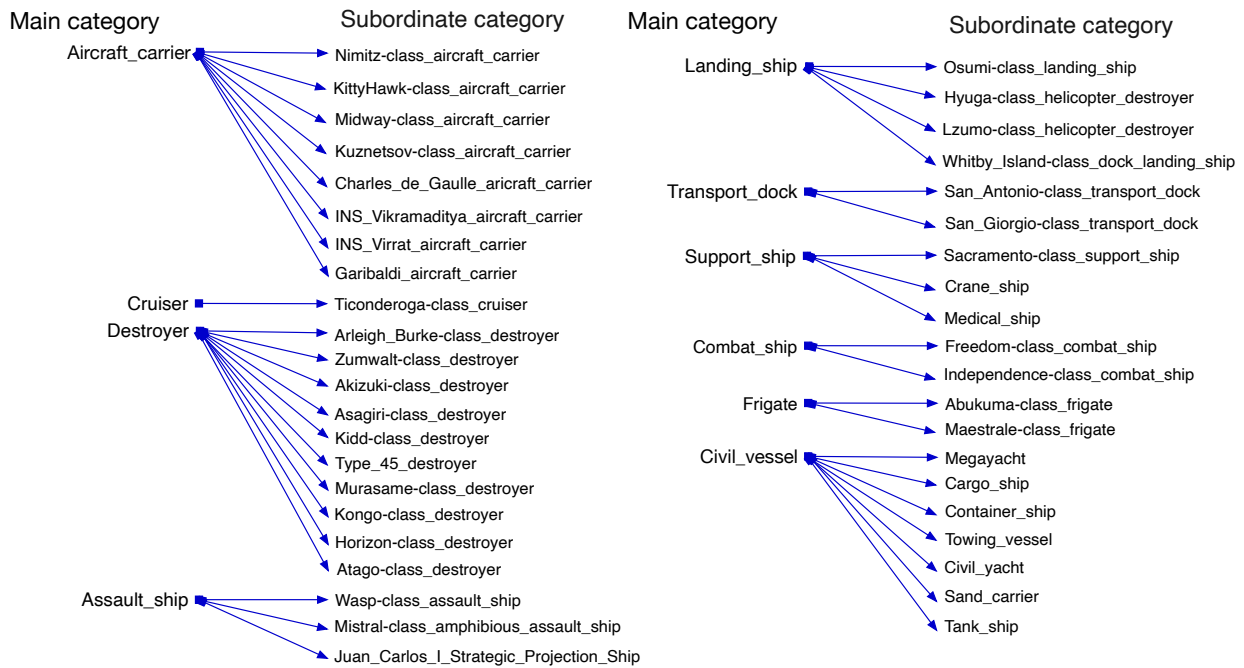 Main category
Subordinate category
Aircraft_carrier
Nimitz-class_aircraft_carrier
KittyHawk-class_aircraft_carrier
Midway-class_aircraft_carrier
Kuznetsov-class_aircraft_carrier
Charles_de_Gaulle_aricraft_carrier
INS_Vikramaditya_aircraft_carrier
INS_Virrat_aircraft_carrier
Garibaldi_aircraft_carrier
Cruiser
Ticonderoga-class_cruiser
Destroyer
Arleigh_Burke-class_destroyer
Zumwalt-class_destroyer
Akizuki-class_destroyer
Asagiri-class_destroyer
Kidd-class_destroyer
Type_45_destroyer
Murasame-class_destroyer
Kongo-class_destroyer
Horizon-class_destroyer
Atago-class_destroyer
Assault_ship
Wasp-class_assault_ship
Mistral-class_amphibious_assault_ship
Juan_Carlos_I_Strategic_Projection_Ship
Main category
Subordinate category
Landing_ship
Osumi-class_landing_ship
Hyuga-class_helicopter_destroyer
Lzumo-class_helicopter_destroyer
Whitby_Island-class_dock_landing_ship
Transport_dock
San_Antonio-class_transport_dock
San_Giorgio-class_transport_dock
Support_ship
Sacramento-class_support_ship
Crane_ship
Medical_ship
Combat_ship
Freedom-class_combat_ship
Independence-class_combat_ship
Frigate
Abukuma-class_frigate
Maestrale-class_frigate
Civil_vessel
Megayacht
Cargo_ship
Container_ship
Towing_vessel
Civil_yacht
Sand_carrier
Tank_ship